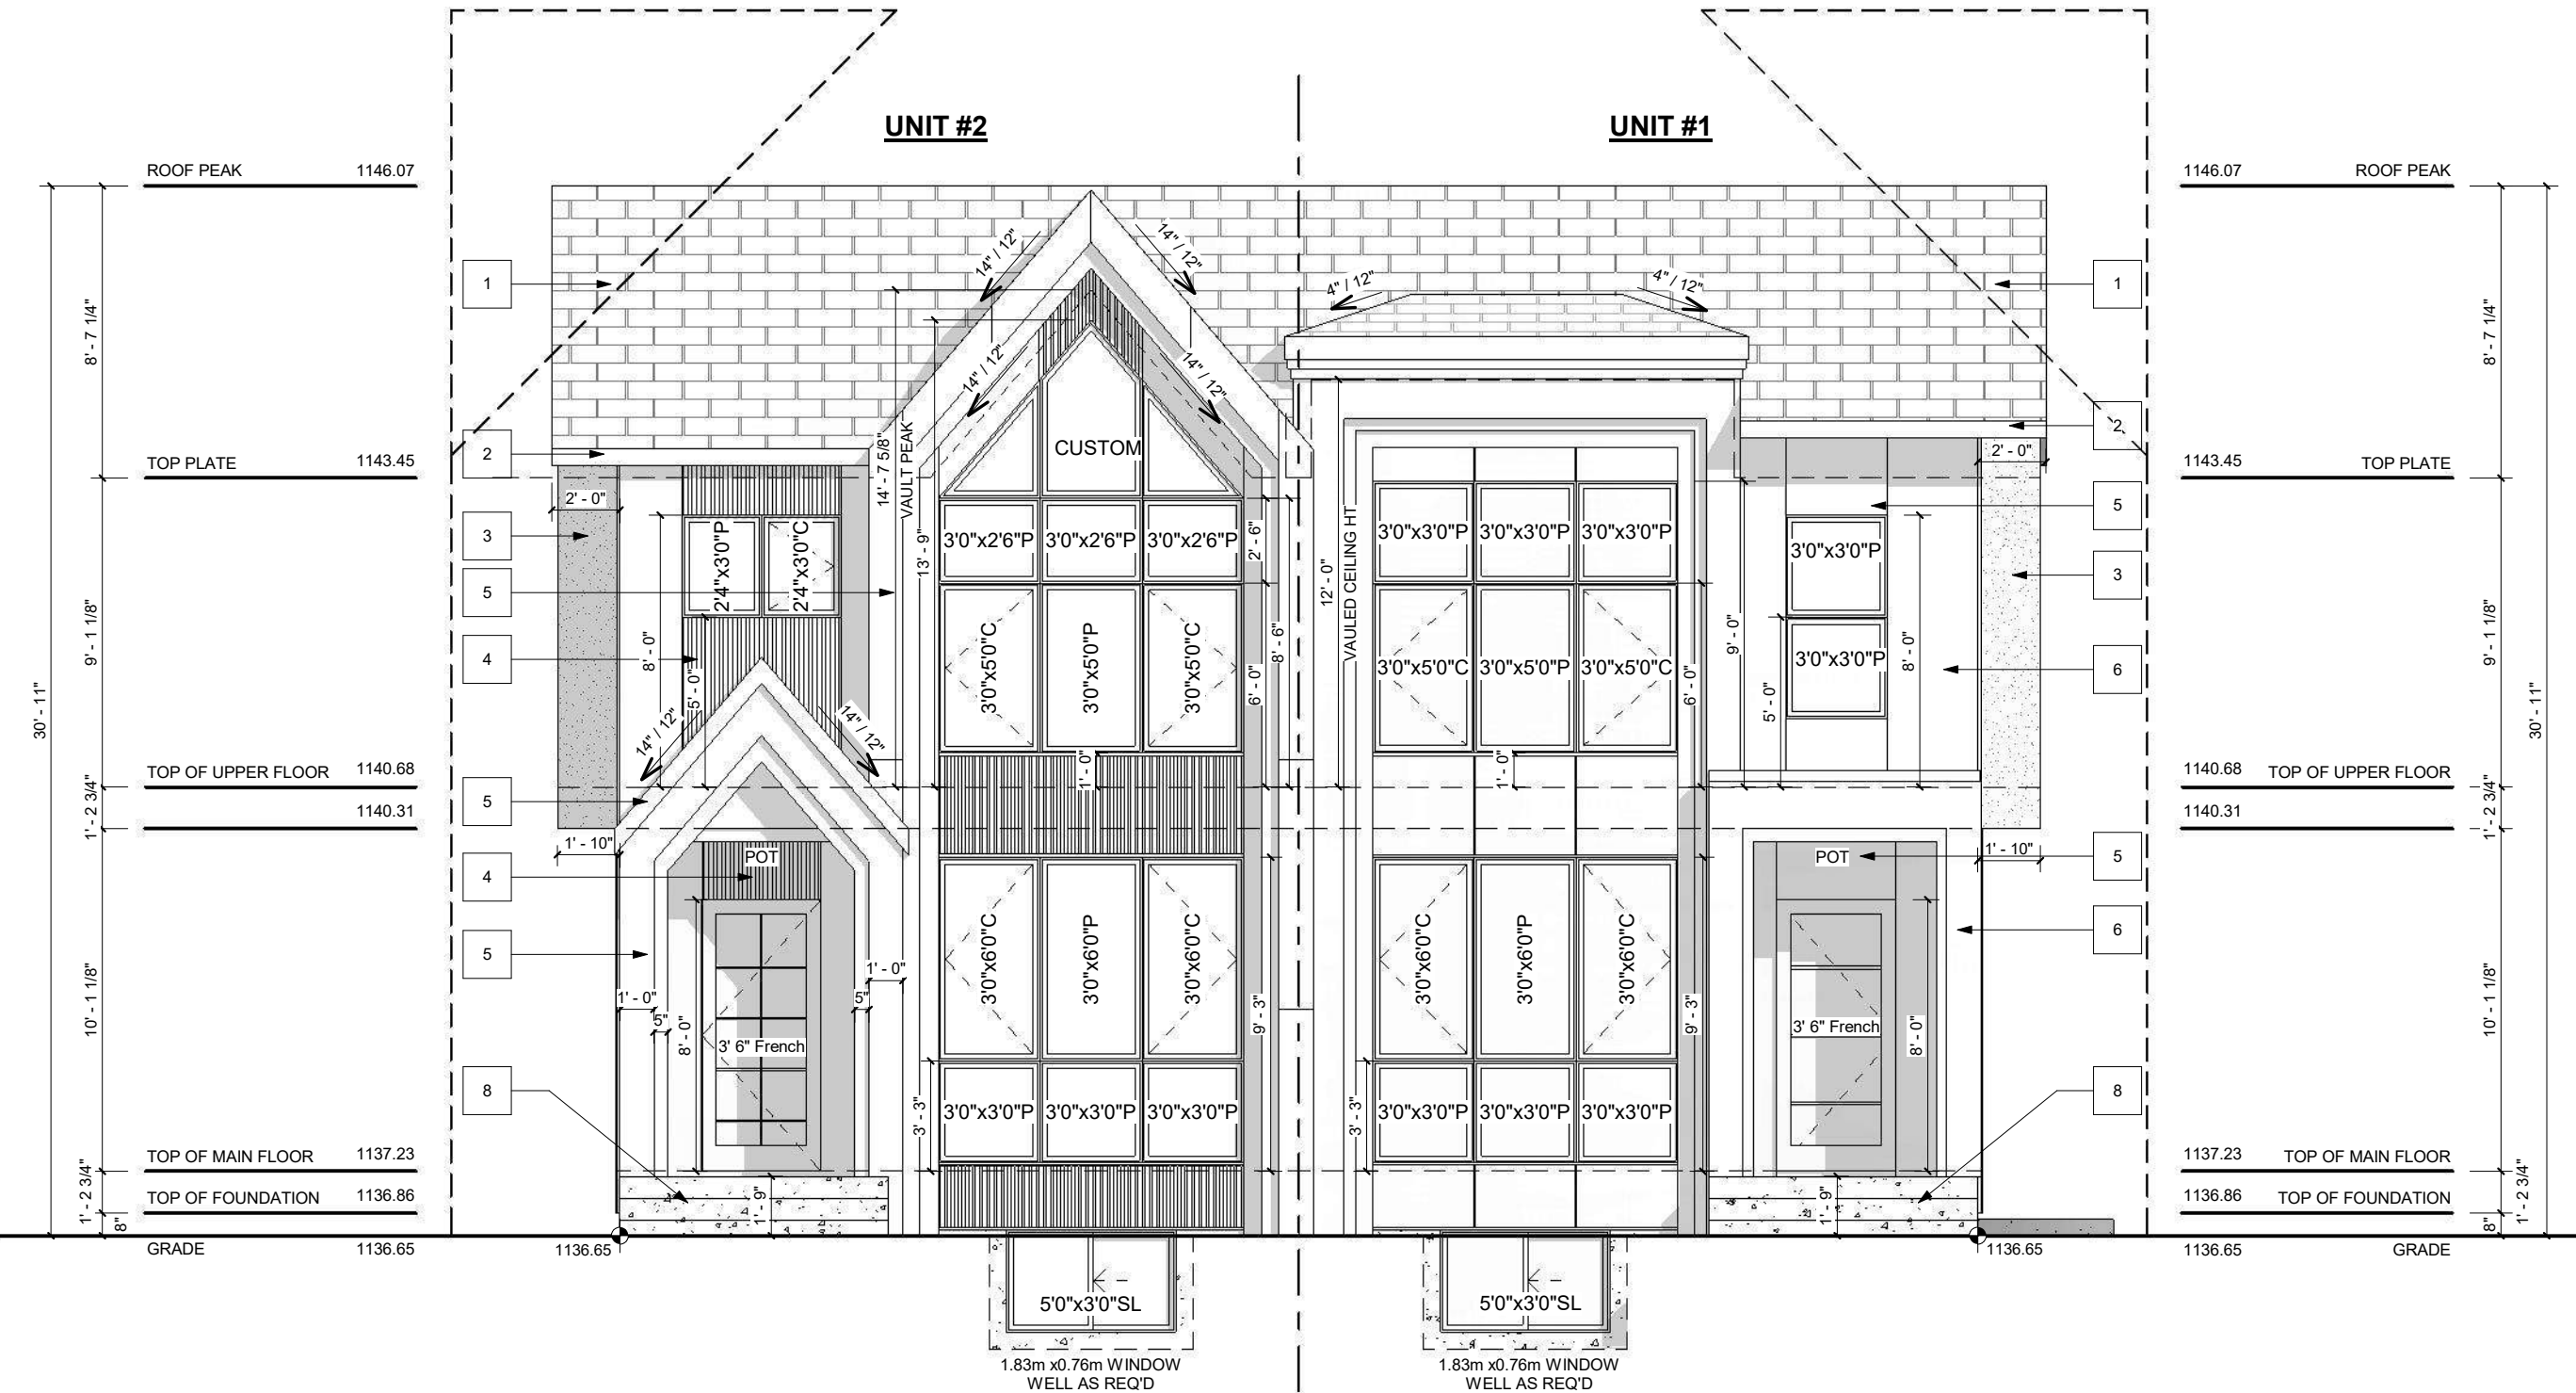 UNIT #2
UNIT #1
ROOF PEAK 1146.07
1146.07 ROOF PEAK
14" / 12"
14" / 12"
4" / 12"
4" / 12"
1
1
8' - 7 1/4"
8' - 7 1/4"
14" / 12"
14" / 12"
2
2
CUSTOM
14' - 7 5/8"
VAULT PEAK
TOP PLATE 1143.45
1143.45 TOP PLATE
2' - 0"
2' - 0"
3
5
5
3
13' - 9"
3'0"x2'6"P 3'0"x2'6"P 3'0"x2'6"P
2' - 6"
3'0"x3'0"P 3'0"x3'0"P 3'0"x3'0"P
3'0"x3'0"P
2'4"x3'0"P
2'4"x3'0"C
12' - 0"
VAULED CEILING HT
9' - 1 1/8"
9' - 1 1/8"
4
6
8' - 0"
5' - 0"
3'0"x5'0"C
3'0"x5'0"P
3'0"x5'0"C
8' - 6"
6' - 0"
3'0"x5'0"C 3'0"x5'0"P 3'0"x5'0"C
6' - 0"
9' - 0"
5' - 0"
3'0"x3'0"P
8' - 0"
30' - 11"
30' - 11"
14" / 12"
14" / 12"
TOP OF UPPER FLOOR 1140.68
1140.68 TOP OF UPPER FLOOR
1' - 0"
1' - 0"
5
1140.31
1140.31
1' - 2 3/4"
1' - 2 3/4"
1' - 10"
1' - 10"
POT
POT
5
4
5
6
3'0"x6'0"C
3'0"x6'0"P
3'0"x6'0"C
3'0"x6'0"C
3'0"x6'0"P
3'0"x6'0"C
1' - 0"
1' - 0"
5"
5"
10' - 1 1/8"
10' - 1 1/8"
8' - 0"
3' 6" French
9' - 3"
9' - 3"
3' 6" French
8' - 0"
8
8
3' - 3"
3'0"x3'0"P 3'0"x3'0"P 3'0"x3'0"P
3' - 3"
3'0"x3'0"P 3'0"x3'0"P 3'0"x3'0"P
TOP OF MAIN FLOOR 1137.23
1137.23 TOP OF MAIN FLOOR
1' - 2 3/4"
1' - 2 3/4"
TOP OF FOUNDATION 1136.86
1136.86 TOP OF FOUNDATION
1' - 9"
1' - 9"
8"
8"
GRADE 1136.65
1136.65
1136.65
1136.65 GRADE
5'0"x3'0"SL
5'0"x3'0"SL
1.83m x0.76m WINDOW
WELL AS REQ'D
1.83m x0.76m WINDOW
WELL AS REQ'D